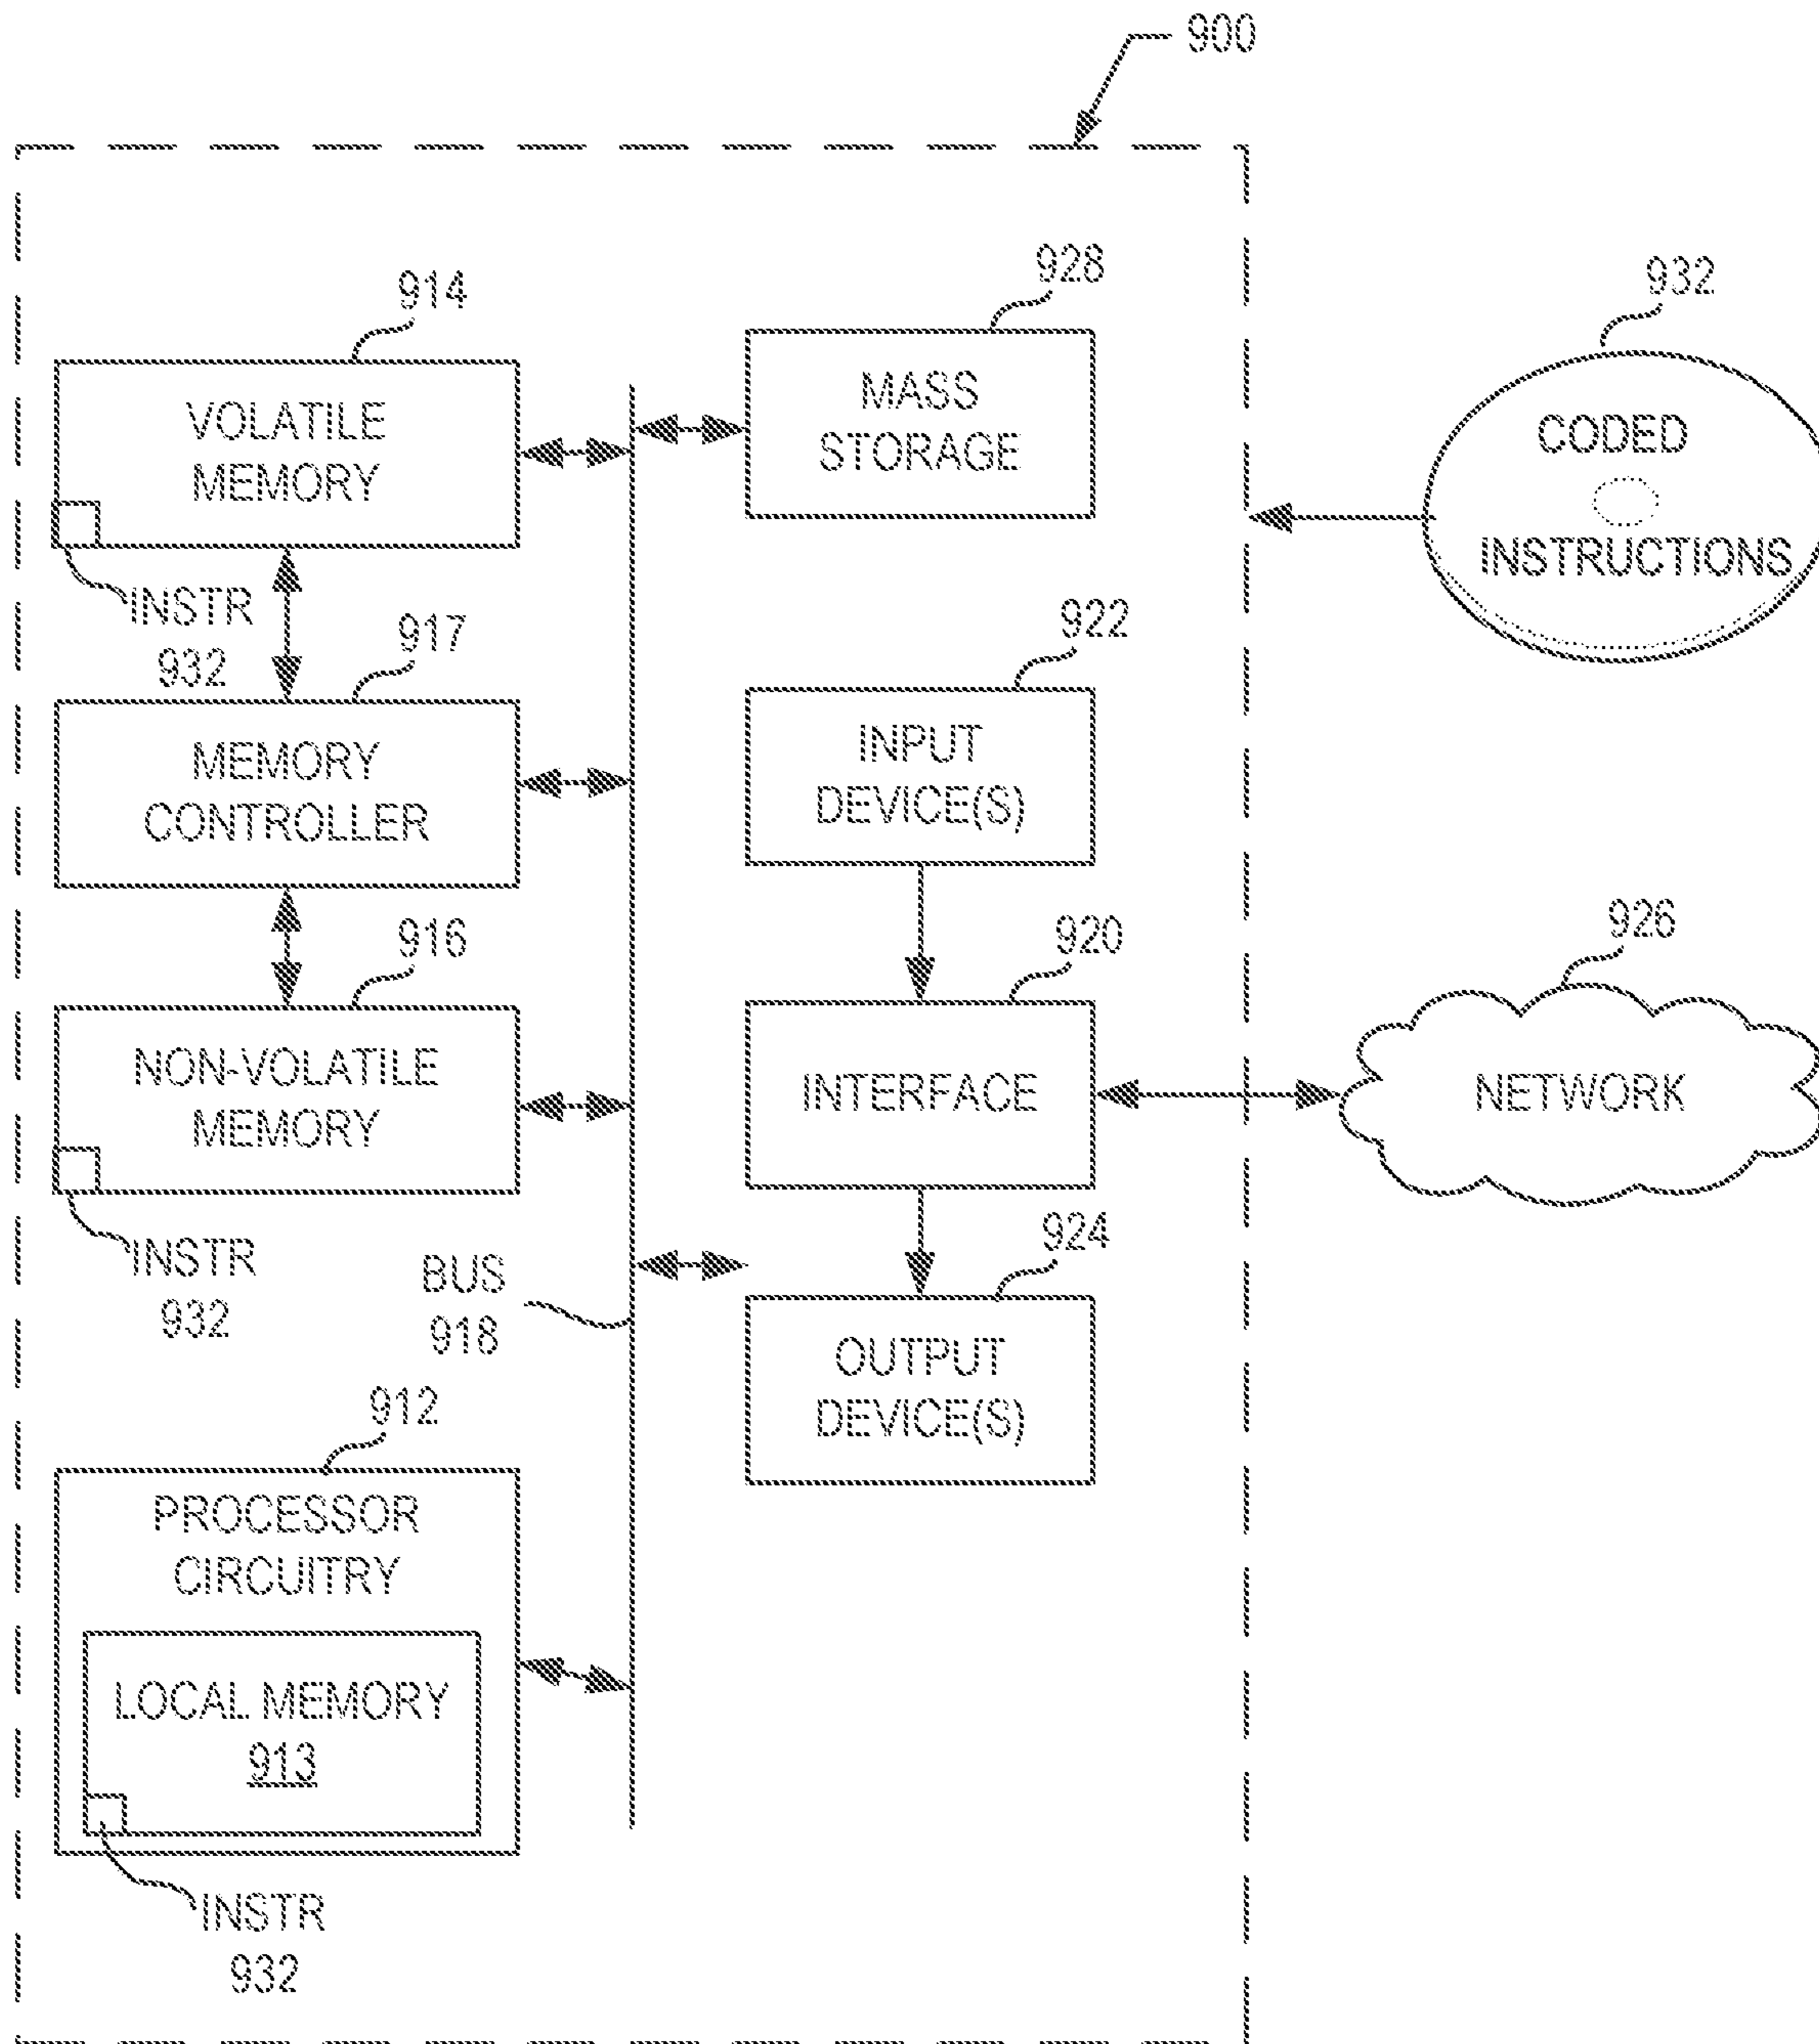 900
914
VOLATILE
MEMORY
INSTR
932
928
MASS
STORAGE
932
CODED
INSTRUCTIONS
917
MEMORY
CONTROLLER
922
INPUT
DEVICE(S)
916
NON-VOLATILE
MEMORY
INSTR
932
920
INTERFACE
926
NETWORK
BUS
918
924
OUTPUT
DEVICE(S)
912
PROCESSOR
CIRCUITRY
LOCAL MEMORY
913
INSTR
932